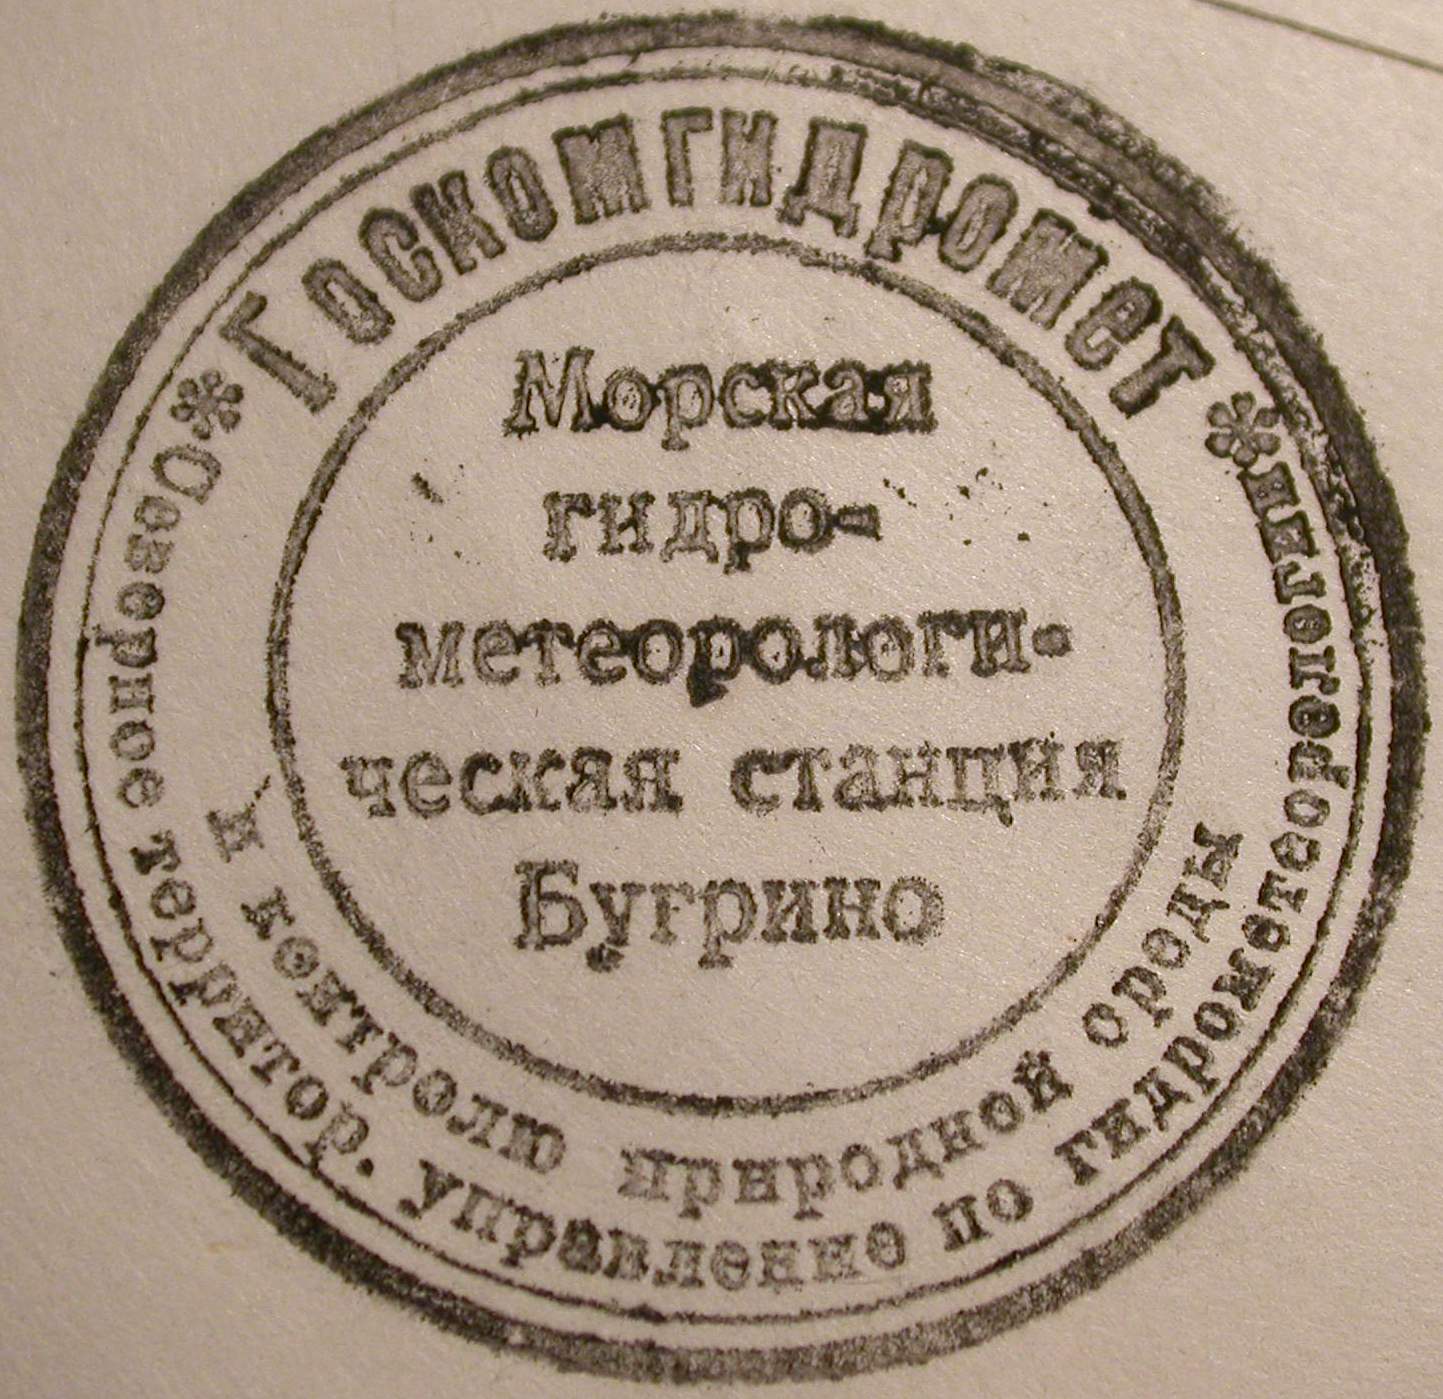 Госкомгидромет
* Северное территор. управление по гидрометеорологии *
и контролю природной среды
Морская
гидро-
метеорологи-
ческая станция
Бугрино